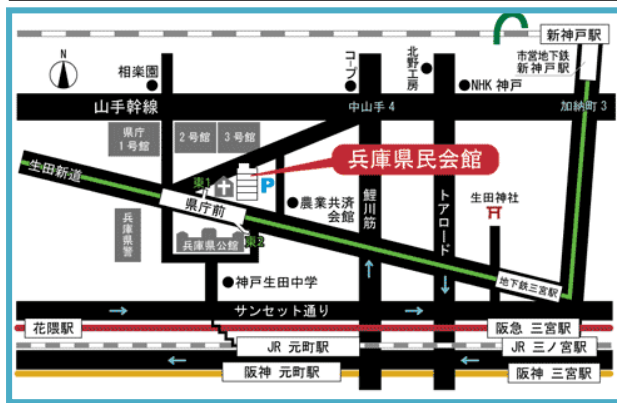 新神戸駅
N
相楽園
コープ
北野工房
市営地下鉄
新神戸駅
NHK 神戸
山手幹線
中山手 4
加納町 3
県庁
1号館
2号館
3号館
兵庫県民会館
生田新道
東1
P
県庁前
農業共済
会館
鯉川筋
トアロード
生田神社
兵庫県警
兵庫県公館
東2
神戸生田中学
地下鉄三宮駅
サンセット通り
花隈駅
阪急 三宮駅
JR 元町駅
JR 三ノ宮駅
阪神 元町駅
阪神 三宮駅